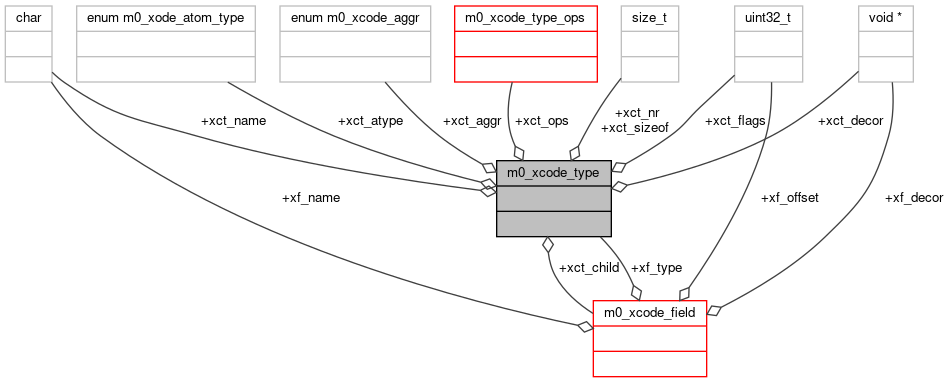 char
enum m0_xode_atom_type
enum m0_xcode_aggr
m0_xcode_type_ops
size_t
uint32_t
void *
+xct_name
+xct_atype
+xct_aggr
+xct_ops
+xct_nr
+xct_sizeof
+xct_flags
+xct_decor
m0_xcode_type
+xf_name
+xct_child
+xf_type
+xf_offset
+xf_decor
m0_xcode_field